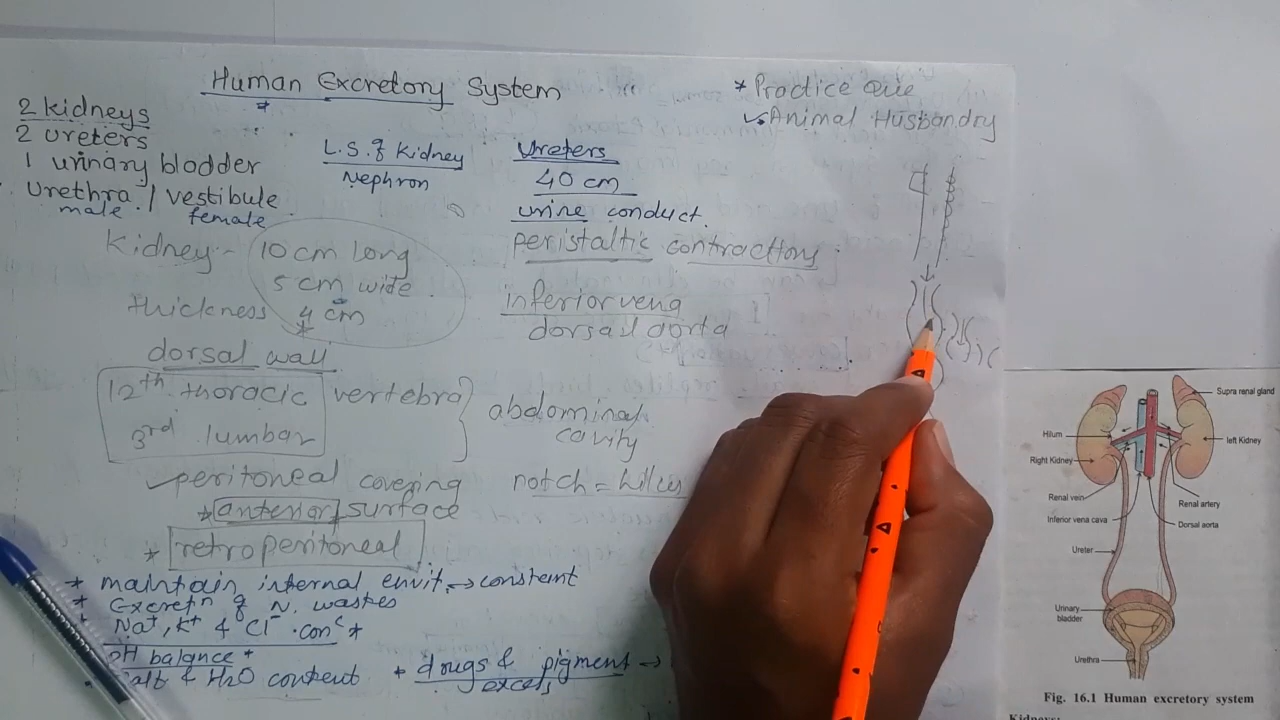 Human Excretory System
* Practice Que
Animal Husbandry
2 kidneys
2 ureters
1 urinary bladder
Urethra / vestibule
male female
L.S. of Kidney
Nephron
Ureters
40 cm
urine conduct.
peristaltic contractions.
Kidney:- 10 cm long
5 cm wide.
thickness 4 cm
inferior vena
dorsal aorta
dorsal wall
12th thoracic vertebra
3rd lumbar
abdominal
cavity
peritoneal covering
notch = hilus
* anterior surface
* retroperitoneal
* maintain internal envit. → constant
* Excretn of N. wastes
Na+, K+ & Cl- conc *
pH balance *
salt & H2O content
* drugs & pigment →
excess
Supra renal gland
Hilum
left Kidney
Right Kidney
Renal vein
Renal artery
Inferior vena cava
Dorsal aorta
Ureter
Urinary
bladder
Urethra
Fig. 16.1 Human excretory system
Kidneys: